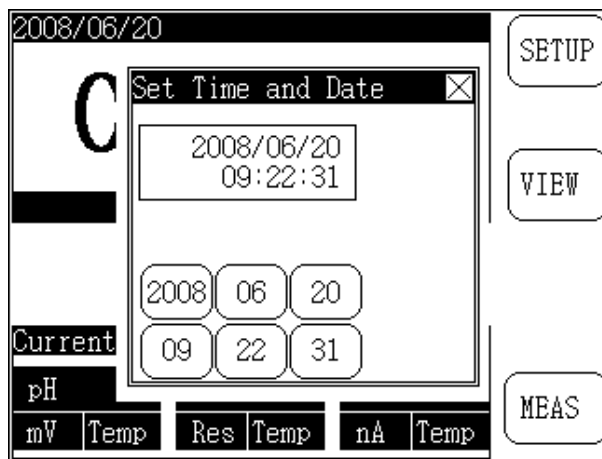 2008/06/20
SETUP
C
Set Time and Date
2008/06/20
09:22:31
VIEW
2008 06 20
09 22 31
Current
pH
MEAS
mV Temp Res Temp nA Temp